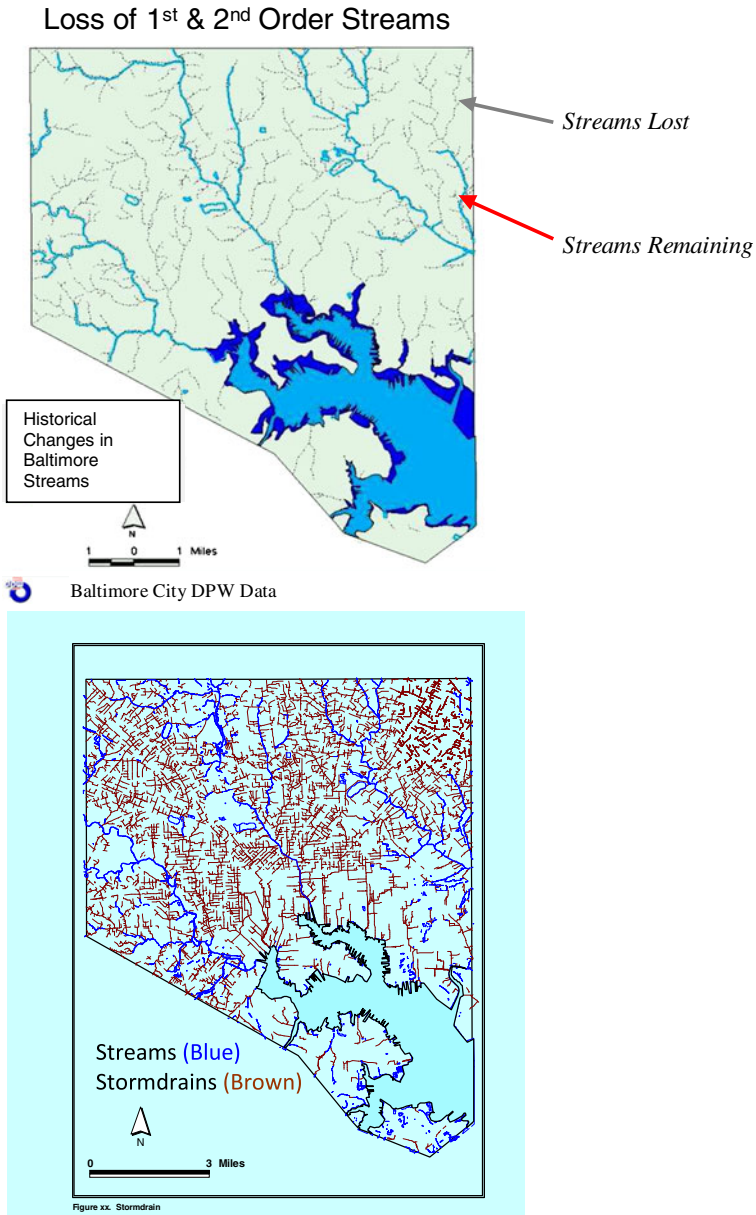 Loss of 1st & 2nd Order Streams
Streams Lost
Streams Remaining
Historical
Changes in
Baltimore
Streams
N
1 0 1 Miles
Baltimore City DPW Data
Streams (Blue)
Stormdrains (Brown)
N
0 3 Miles
Figure xx. Stormdrain